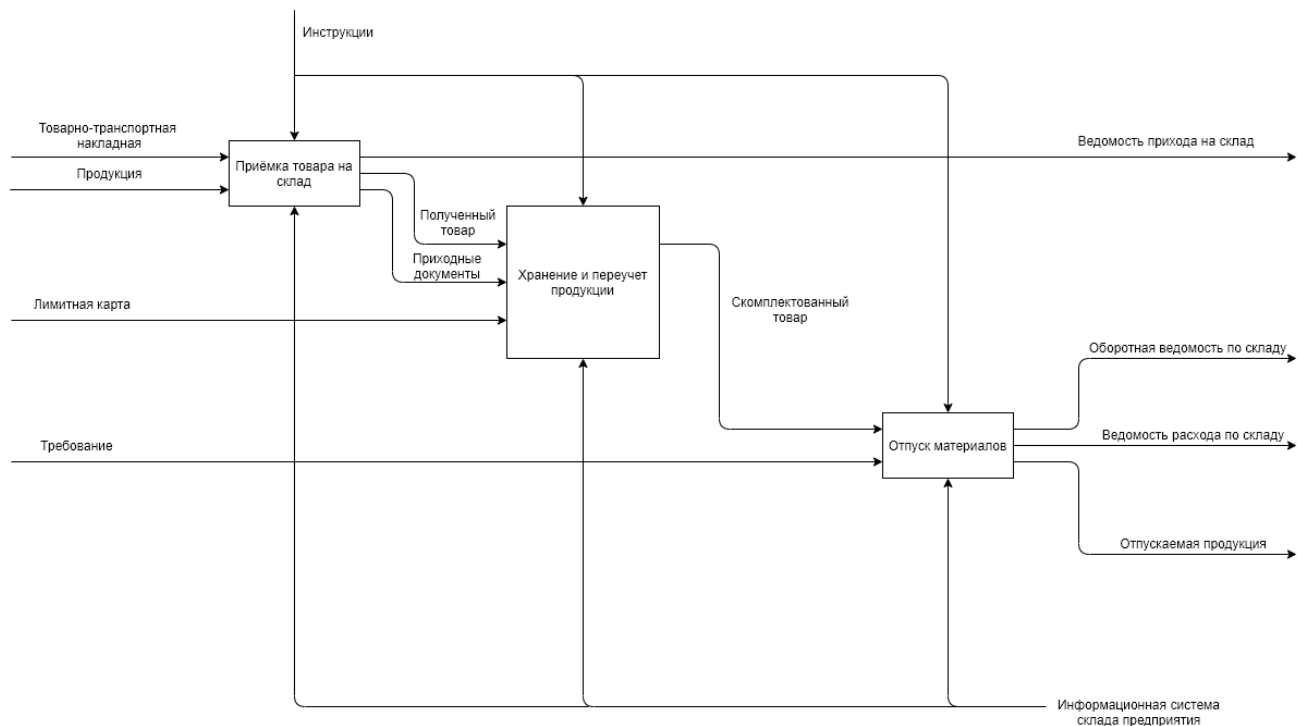 Инструкции
Товарно-транспортная
накладная
Ведомость прихода на склад
Приёмка товара на
склад
Продукция
Полученный
товар
Приходные
документы
Хранение и переучет
продукции
Лимитная карта
Скомплектованный
товар
Оборотная ведомость по складу
Ведомость расхода по складу
Требование
Отпуск материалов
Отпускаемая продукция
Информационная система
склада предприятия